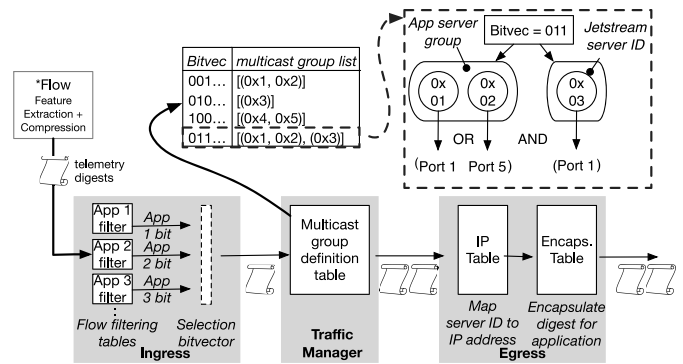 *Flow
Feature
Extraction +
Compression
telemetry
digests
Bitvec multicast group list
001... [(0x1, 0x2)]
010... [(0x3)]
100... [(0x4, 0x5)]
011... [(0x1, 0x2), (0x3)]
App server
group
Bitvec = 011
Jetstream
server ID
0x
01
0x
02
0x
03
OR AND
(Port 1 Port 5) (Port 1)
App 1
filter
App
1 bit
App 2
filter
App
2 bit
App 3
filter
App
3 bit
Flow filtering
tables
Selection
bitvector
Ingress
Multicast
group
definition
table
Traffic
Manager
IP
Table
Encaps.
Table
Map
server ID to
IP address
Encapsulate
digest for
application
Egress